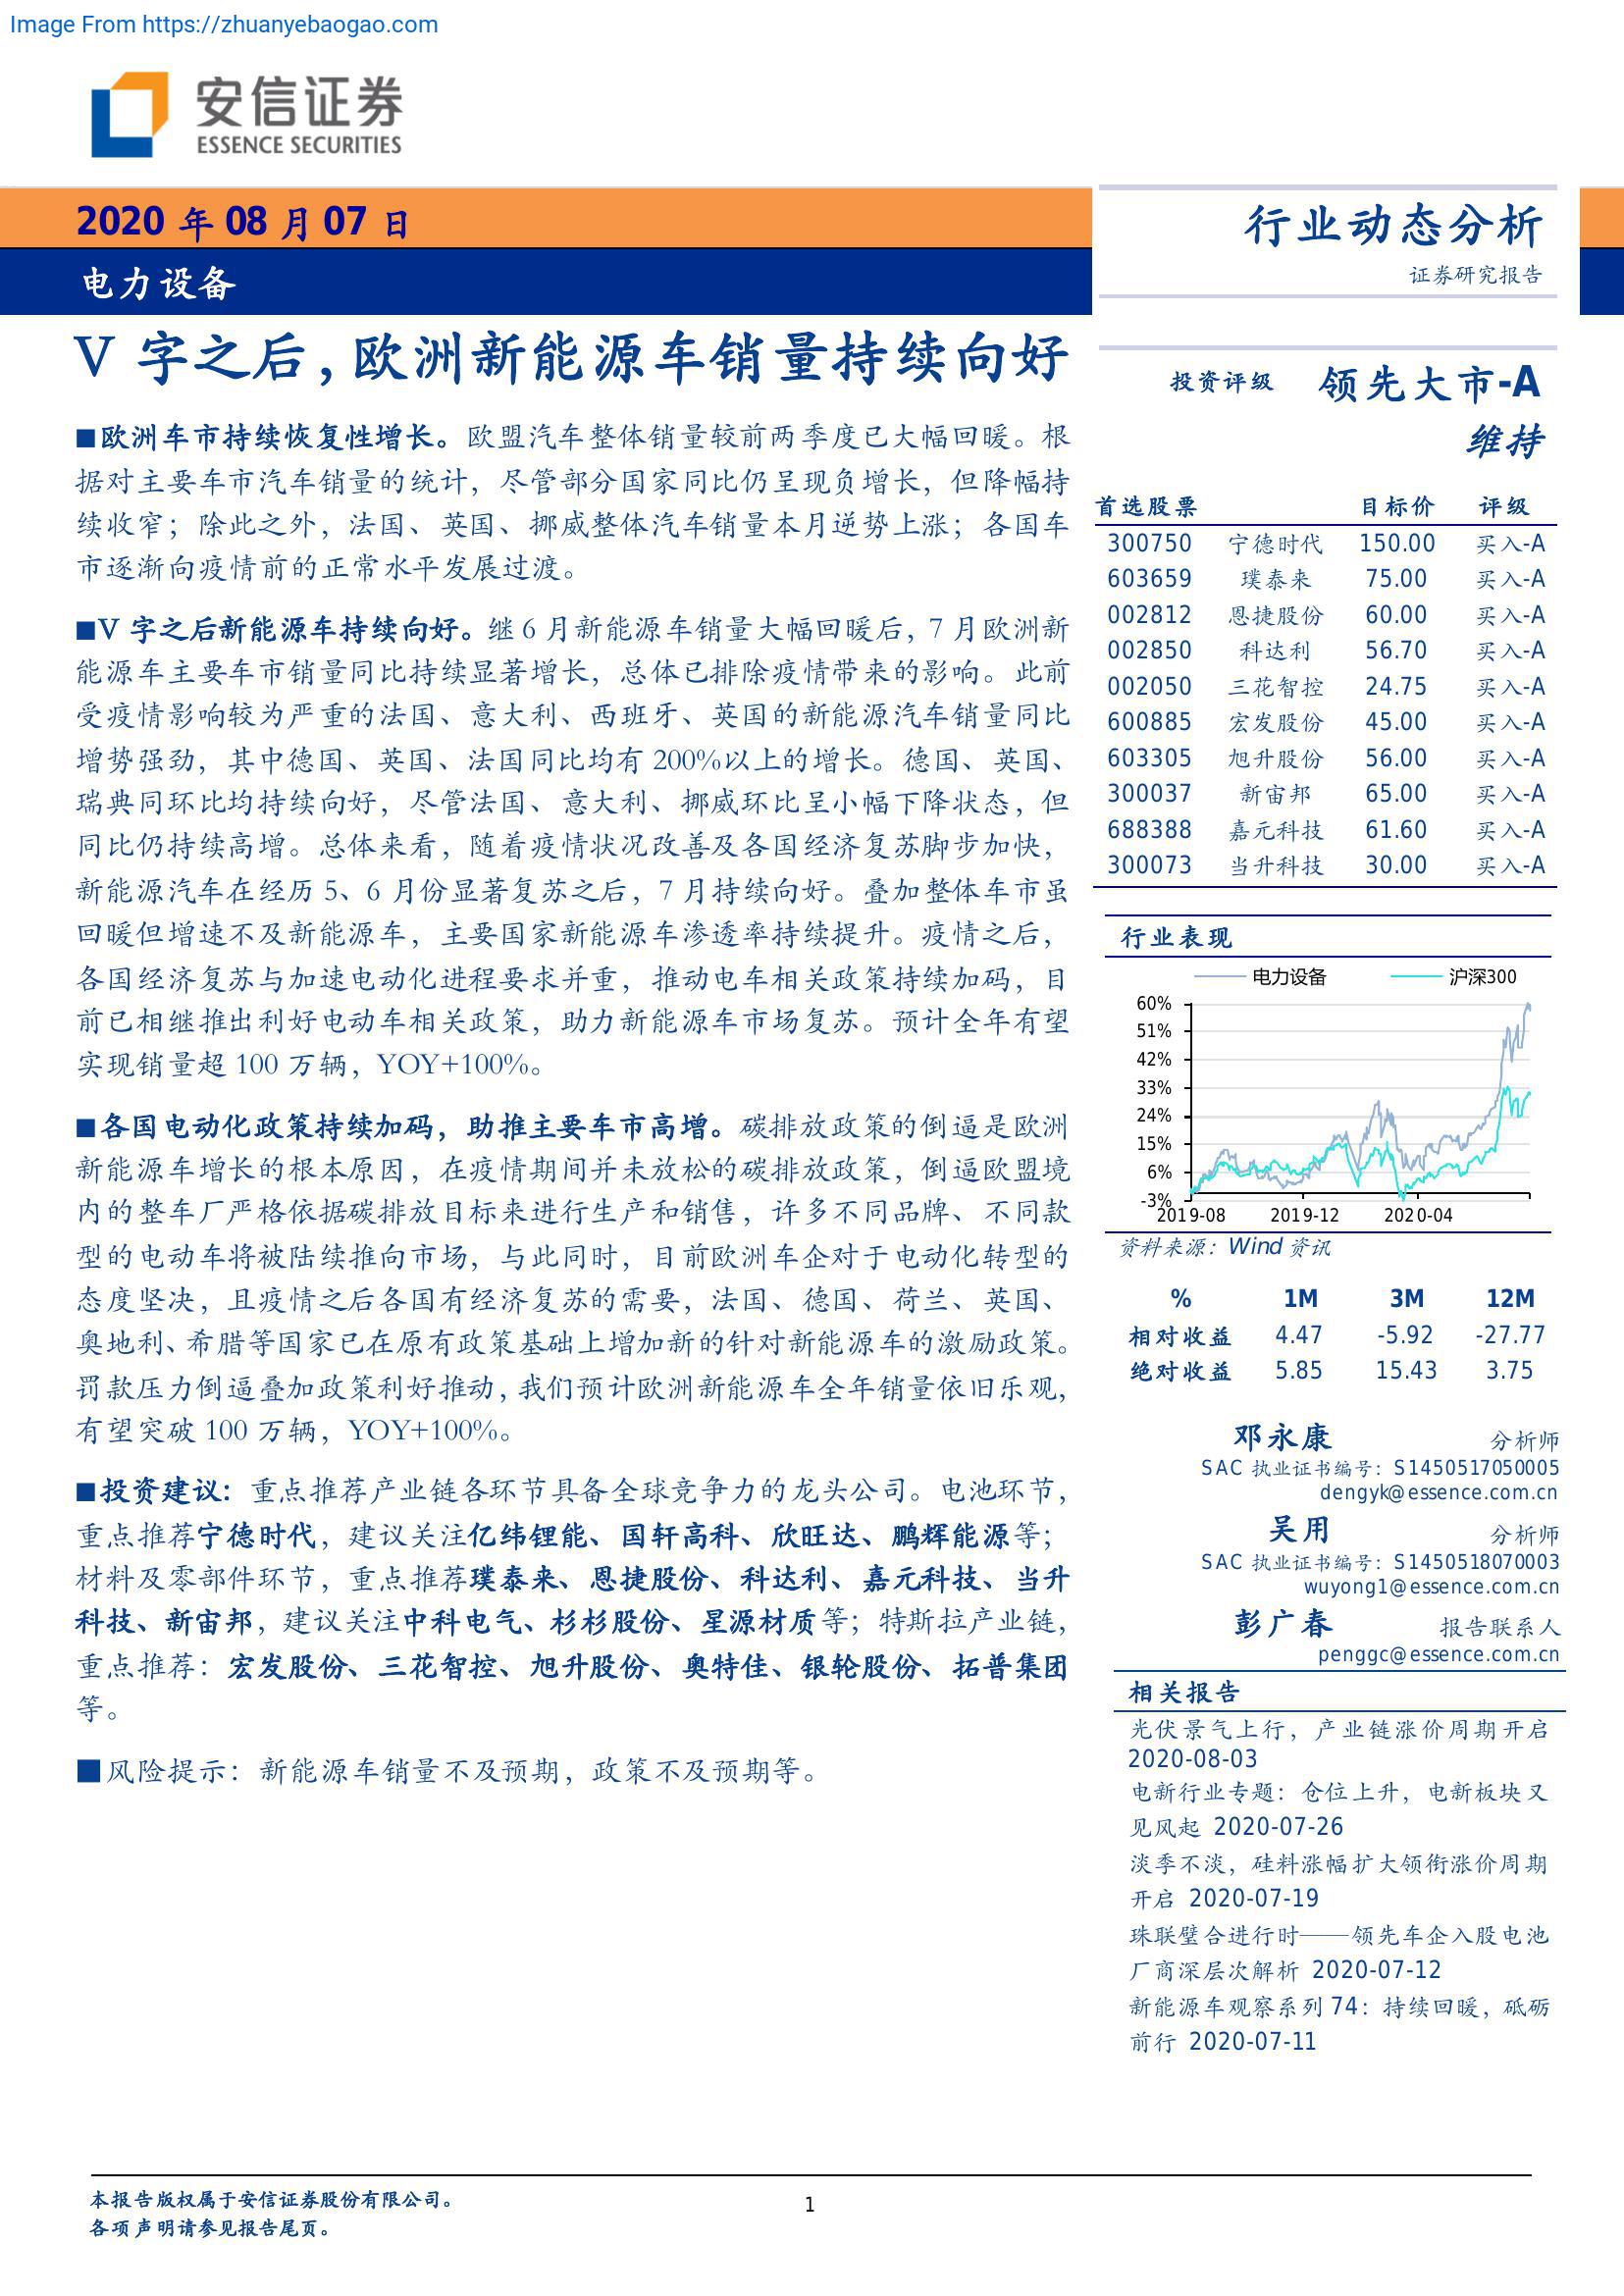 Image From https://zhuanyebaogao.com
安信证券
ESSENCE SECURITIES
2020 年 08 月 07 日
电力设备
行业动态分析
证券研究报告
V 字之后，欧洲新能源车销量持续向好
■欧洲车市持续恢复性增长。欧盟汽车整体销量较前两季度已大幅回暖。根
据对主要车市汽车销量的统计，尽管部分国家同比仍呈现负增长，但降幅持
续收窄；除此之外，法国、英国、挪威整体汽车销量本月逆势上涨；各国车
市逐渐向疫情前的正常水平发展过渡。
■V 字之后新能源车持续向好。继 6 月新能源车销量大幅回暖后，7 月欧洲新
能源车主要车市销量同比持续显著增长，总体已排除疫情带来的影响。此前
受疫情影响较为严重的法国、意大利、西班牙、英国的新能源汽车销量同比
增势强劲，其中德国、英国、法国同比均有 200%以上的增长。德国、英国、
瑞典同环比均持续向好，尽管法国、意大利、挪威环比呈小幅下降状态，但
同比仍持续高增。总体来看，随着疫情状况改善及各国经济复苏脚步加快，
新能源汽车在经历 5、6 月份显著复苏之后，7 月持续向好。叠加整体车市虽
回暖但增速不及新能源车，主要国家新能源车渗透率持续提升。疫情之后，
各国经济复苏与加速电动化进程要求并重，推动电车相关政策持续加码，目
前已相继推出利好电动车相关政策，助力新能源车市场复苏。预计全年有望
实现销量超 100 万辆，YOY+100%。
■各国电动化政策持续加码，助推主要车市高增。碳排放政策的倒逼是欧洲
新能源车增长的根本原因，在疫情期间并未放松的碳排放政策，倒逼欧盟境
内的整车厂严格依据碳排放目标来进行生产和销售，许多不同品牌、不同款
型的电动车将被陆续推向市场，与此同时，目前欧洲车企对于电动化转型的
态度坚决，且疫情之后各国有经济复苏的需要，法国、德国、荷兰、英国、
奥地利、希腊等国家已在原有政策基础上增加新的针对新能源车的激励政策。
罚款压力倒逼叠加政策利好推动，我们预计欧洲新能源车全年销量依旧乐观，
有望突破 100 万辆，YOY+100%。
■投资建议：重点推荐产业链各环节具备全球竞争力的龙头公司。电池环节，
重点推荐宁德时代，建议关注亿纬锂能、国轩高科、欣旺达、鹏辉能源等；
材料及零部件环节，重点推荐璞泰来、恩捷股份、科达利、嘉元科技、当升
科技、新宙邦，建议关注中科电气、杉杉股份、星源材质等；特斯拉产业链，
重点推荐：宏发股份、三花智控、旭升股份、奥特佳、银轮股份、拓普集团
等。
■风险提示：新能源车销量不及预期，政策不及预期等。
投资评级 领先大市-A
维持
首选股票 目标价 评级
300750 宁德时代 150.00 买入-A
603659 璞泰来 75.00 买入-A
002812 恩捷股份 60.00 买入-A
002850 科达利 56.70 买入-A
002050 三花智控 24.75 买入-A
600885 宏发股份 45.00 买入-A
603305 旭升股份 56.00 买入-A
300037 新宙邦 65.00 买入-A
688388 嘉元科技 61.60 买入-A
300073 当升科技 30.00 买入-A
行业表现
电力设备 沪深300
60%
51%
42%
33%
24%
15%
6%
-3%
2019-08 2019-12 2020-04
资料来源：Wind 资讯
% 1M 3M 12M
相对收益 4.47 -5.92 -27.77
绝对收益 5.85 15.43 3.75
邓永康 分析师
SAC 执业证书编号：S1450517050005
dengyk@essence.com.cn
吴用 分析师
SAC 执业证书编号：S1450518070003
wuyong1@essence.com.cn
彭广春 报告联系人
penggc@essence.com.cn
相关报告
光伏景气上行，产业链涨价周期开启
2020-08-03
电新行业专题：仓位上升，电新板块又
见风起 2020-07-26
淡季不淡，硅料涨幅扩大领衔涨价周期
开启 2020-07-19
珠联璧合进行时——领先车企入股电池
厂商深层次解析 2020-07-12
新能源车观察系列 74：持续回暖，砥砺
前行 2020-07-11
本报告版权属于安信证券股份有限公司。
各项声明请参见报告尾页。
1